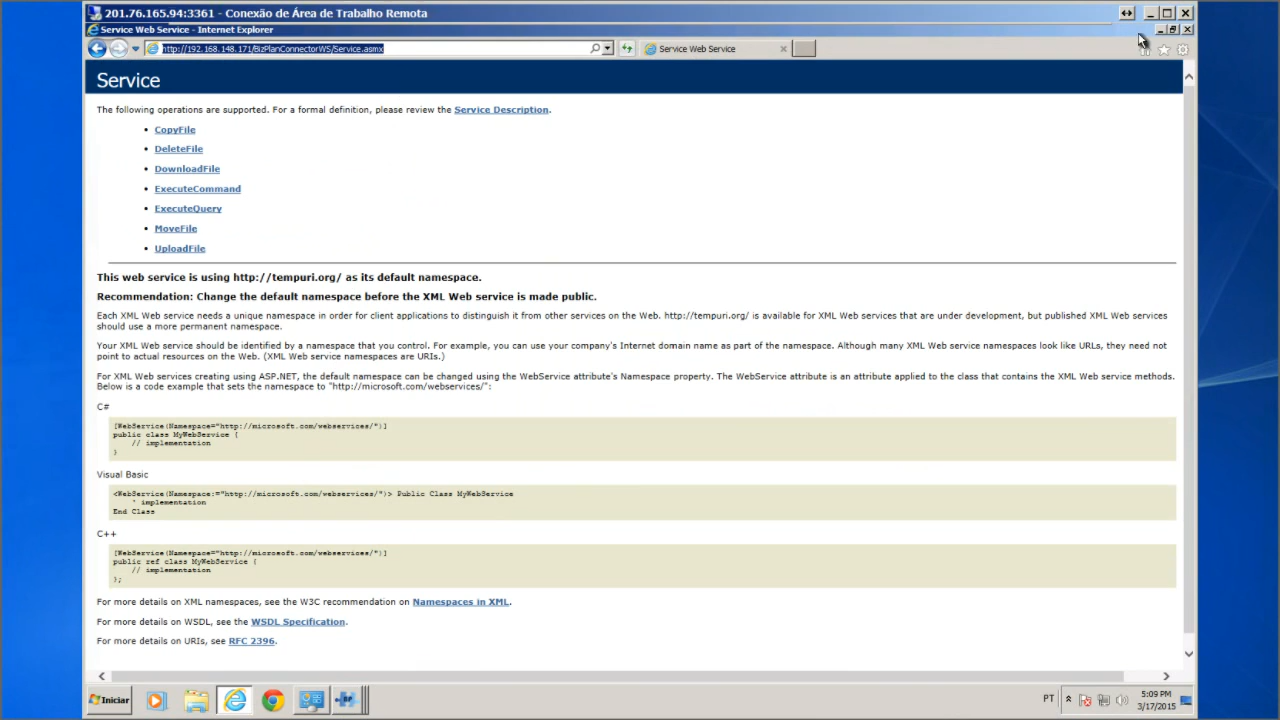 201.76.165.94:3361 - Conexão de Área de Trabalho Remota
Service Web Service - Internet Explorer
http://192.168.148.171/BizPlanConnectorWS/Service.asmx
Service Web Service
Service
The following operations are supported. For a formal definition, please review the Service Description.
• CopyFile
• DeleteFile
• DownloadFile
• ExecuteCommand
• ExecuteQuery
• MoveFile
• UploadFile
This web service is using http://tempuri.org/ as its default namespace.
Recommendation: Change the default namespace before the XML Web service is made public.
Each XML Web service needs a unique namespace in order for client applications to distinguish it from other services on the Web. http://tempuri.org/ is available for XML Web services that are under development, but published XML Web services
should use a more permanent namespace.
Your XML Web service should be identified by a namespace that you control. For example, you can use your company's Internet domain name as part of the namespace. Although many XML Web service namespaces look like URLs, they need not
point to actual resources on the Web. (XML Web service namespaces are URIs.)
For XML Web services creating using ASP.NET, the default namespace can be changed using the WebService attribute's Namespace property. The WebService attribute is an attribute applied to the class that contains the XML Web service methods.
Below is a code example that sets the namespace to "http://microsoft.com/webservices/":
C#
[WebService(Namespace="http://microsoft.com/webservices/")]
public class MyWebService {
// implementation
}
Visual Basic
<WebService(Namespace:="http://microsoft.com/webservices/")> Public Class MyWebService
' implementation
End Class
C++
[WebService(Namespace="http://microsoft.com/webservices/")]
public ref class MyWebService {
// implementation
};
For more details on XML namespaces, see the W3C recommendation on Namespaces in XML.
For more details on WSDL, see the WSDL Specification.
For more details on URIs, see RFC 2396.
Iniciar
PT
5:09 PM
3/17/2015